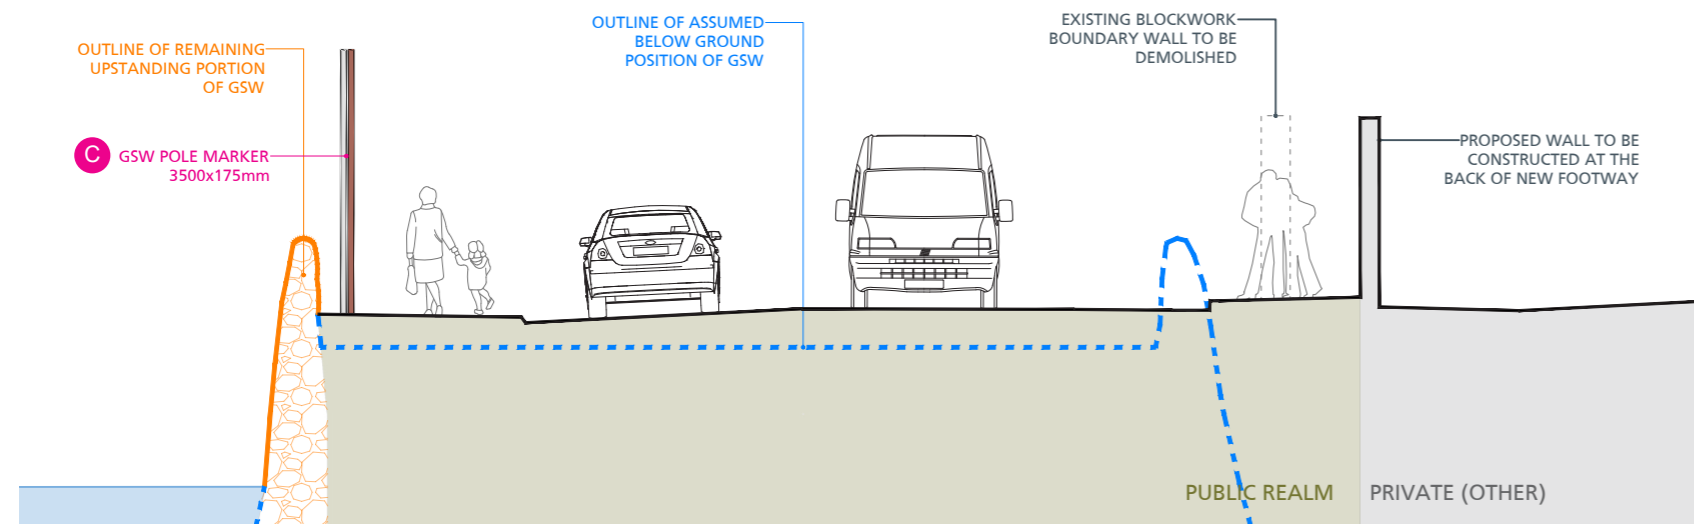 OUTLINE OF REMAINING
UPSTANDING PORTION
OF GSW
C
GSW POLE MARKER
3500x175mm
OUTLINE OF ASSUMED
BELOW GROUND
POSITION OF GSW
EXISTING BLOCKWORK
BOUNDARY WALL TO BE
DEMOLISHED
PROPOSED WALL TO BE
CONSTRUCTED AT THE
BACK OF NEW FOOTWAY
PUBLIC REALM
PRIVATE (OTHER)